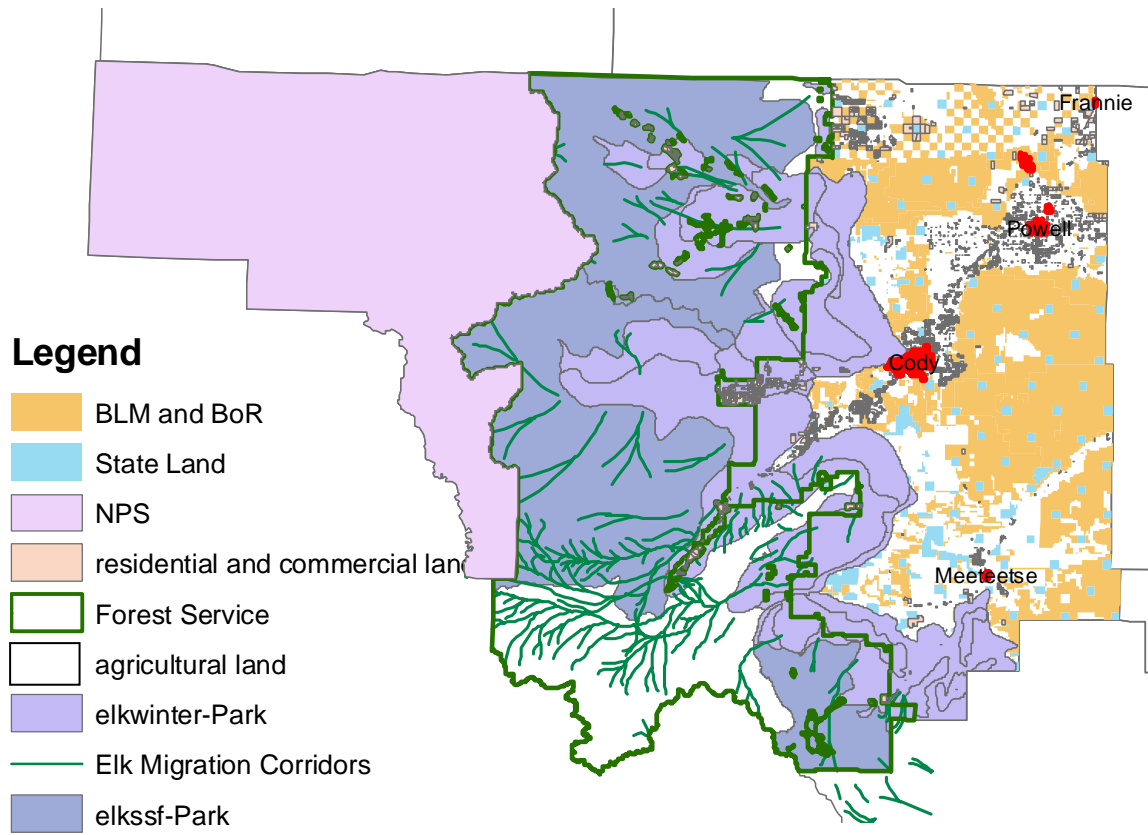 Frannie
Powell
Cody
Meeteetse
Legend
BLM and BoR
State Land
NPS
residential and commercial lan
Forest Service
agricultural land
elkwinter-Park
Elk Migration Corridors
elkssf-Park